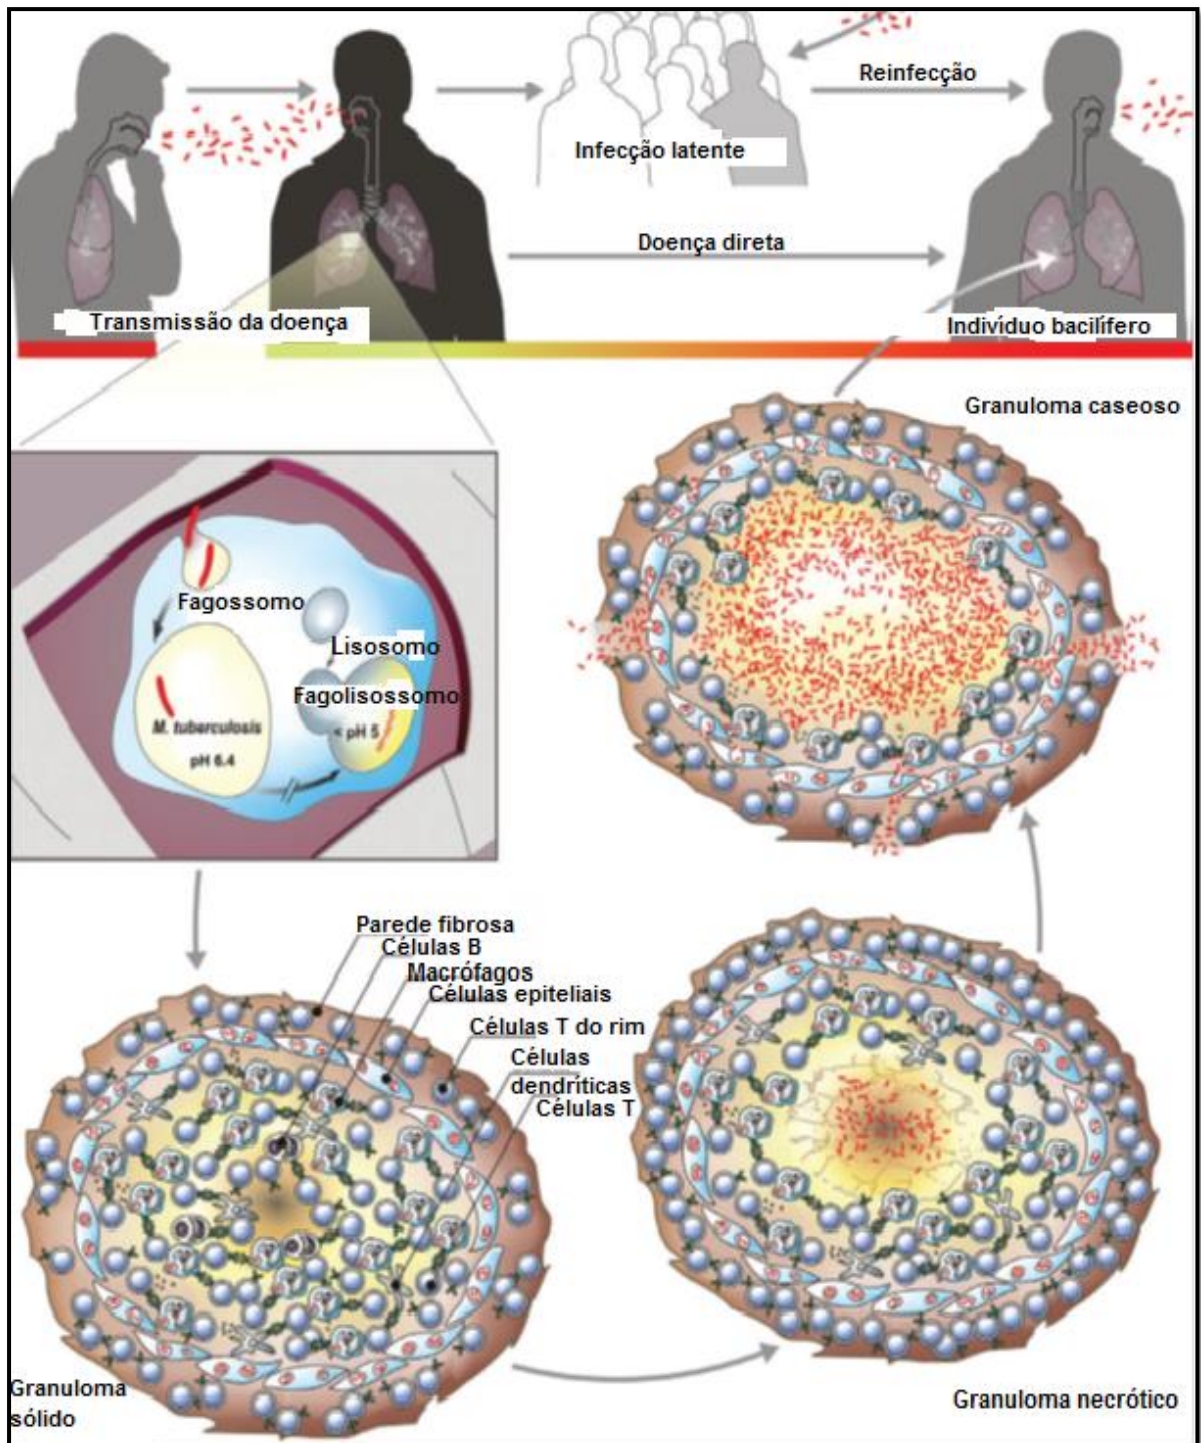 Reinfecção
Infecção latente
Doença direta
Transmissão da doença
Indivíduo bacilífero
Granuloma caseoso
Fagossomo
Lisosomo
Fagolisossomo
M. tuberculosis
pH 6.4
< pH 5
Parede fibrosa
Células B
Macrófagos
Células epiteliais
Células T do rim
Células
dendríticas
Células T
Granuloma
sólido
Granuloma necrótico